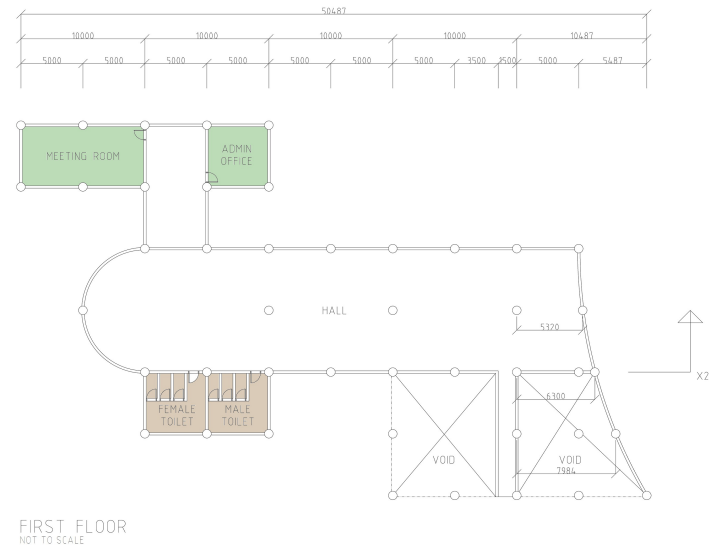 50487
10000 10000 10000 10000 10487
5000 5000 5000 5000 5000 5000 5000 3500 1500 5000 5487
MEETING ROOM
ADMIN
OFFICE
HALL
5320
X2
6300
FEMALE
TOILET
MALE
TOILET
VOID
VOID
7984
FIRST FLOOR
NOT TO SCALE